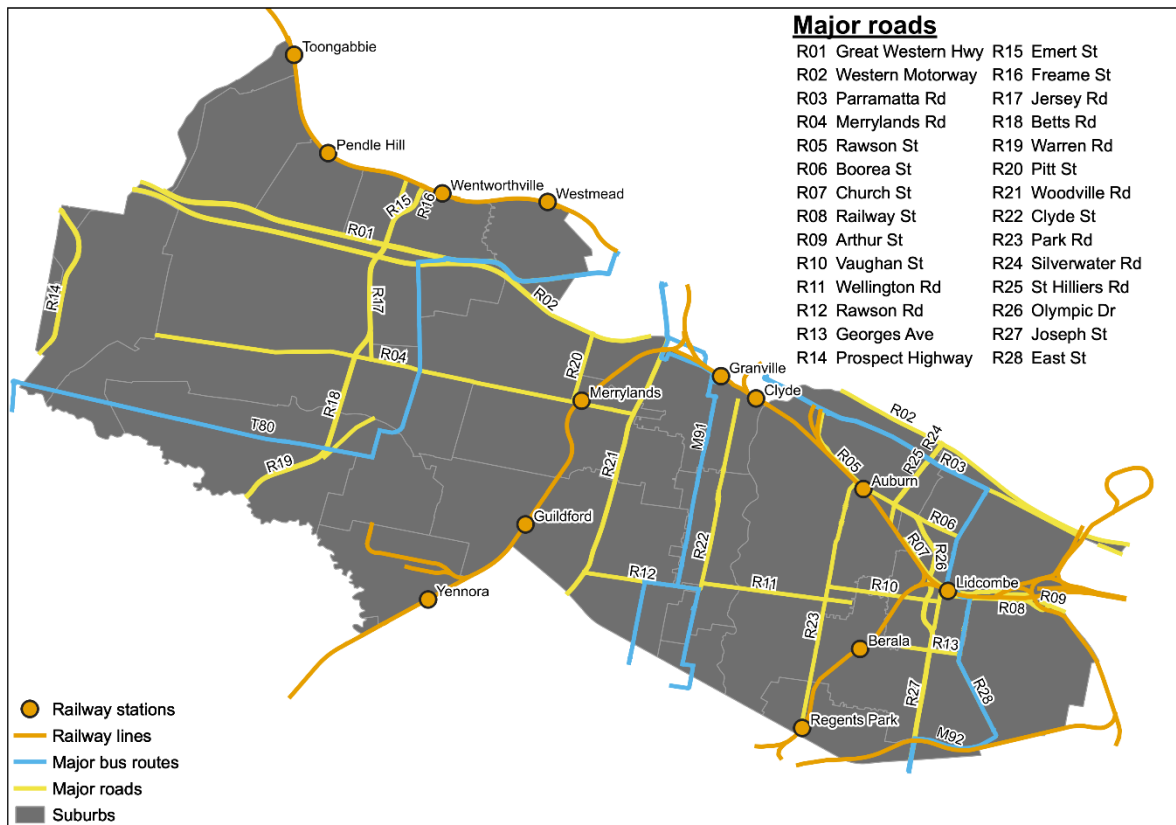 Major roads
R01 Great Western Hwy
R02 Western Motorway
R03 Parramatta Rd
R04 Merrylands Rd
R05 Rawson St
R06 Boorea St
R07 Church St
R08 Railway St
R09 Arthur St
R10 Vaughan St
R11 Wellington Rd
R12 Rawson Rd
R13 Georges Ave
R14 Prospect Highway
R15 Emert St
R16 Freame St
R17 Jersey Rd
R18 Betts Rd
R19 Warren Rd
R20 Pitt St
R21 Woodville Rd
R22 Clyde St
R23 Park Rd
R24 Silverwater Rd
R25 St Hilliers Rd
R26 Olympic Dr
R27 Joseph St
R28 East St
Toongabbie
Pendle Hill
Wentworthville
Westmead
R15
R16
R01
R14
R17
R02
R04
R20
Granville
Merrylands
Clyde
R18
T80
M91
R02
R24
R25
R03
R05
R19
R21
Auburn
R06
Guildford
R22
R07
R26
R12
R11
R10
Lidcombe
Yennora
R09
R08
R23
Berala
R13
R27
R28
Regents Park
M92
Railway stations
Railway lines
Major bus routes
Major roads
Suburbs